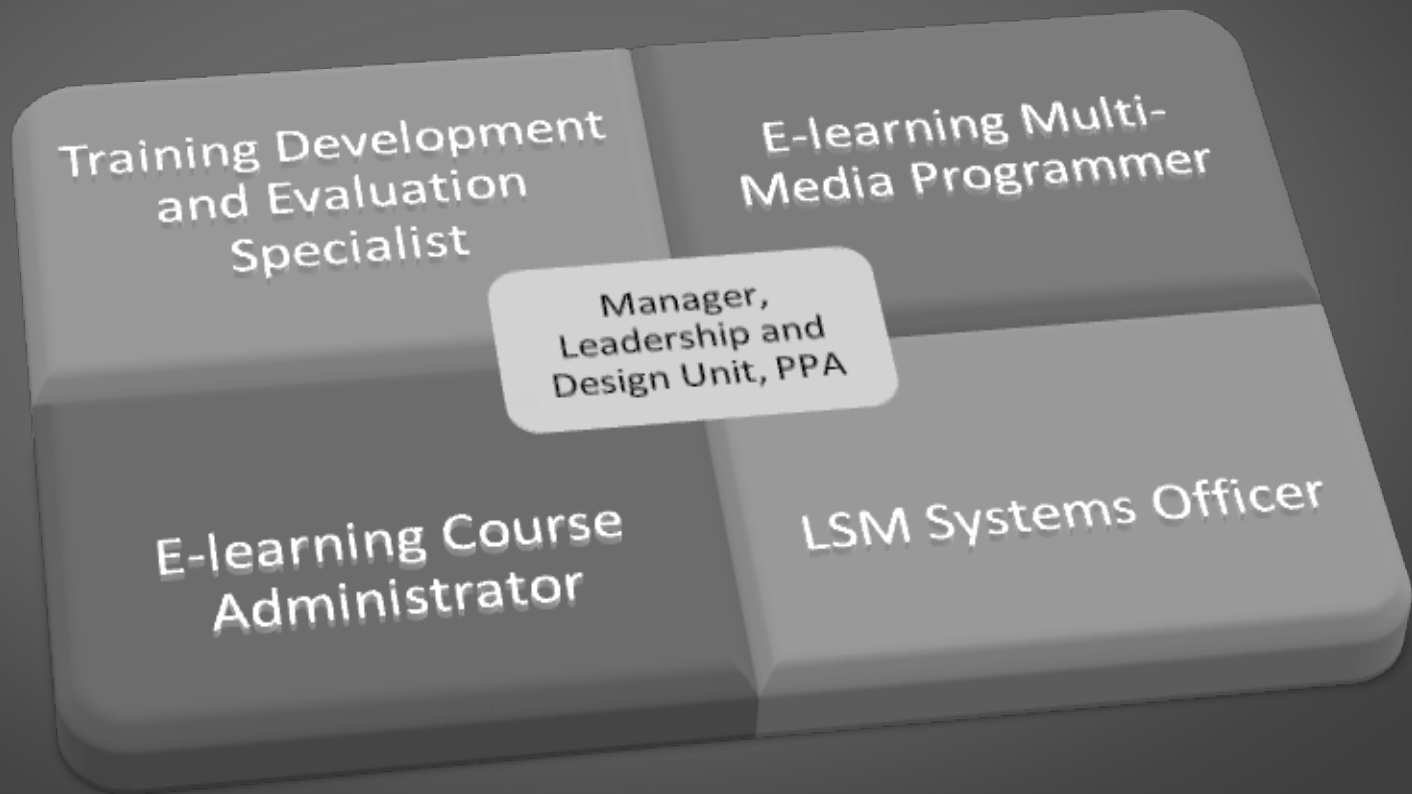 Training Development
and Evaluation
Specialist
E-learning Multi-
Media Programmer
Manager,
Leadership and
Design Unit, PPA
E-learning Course
Administrator
LSM Systems Officer